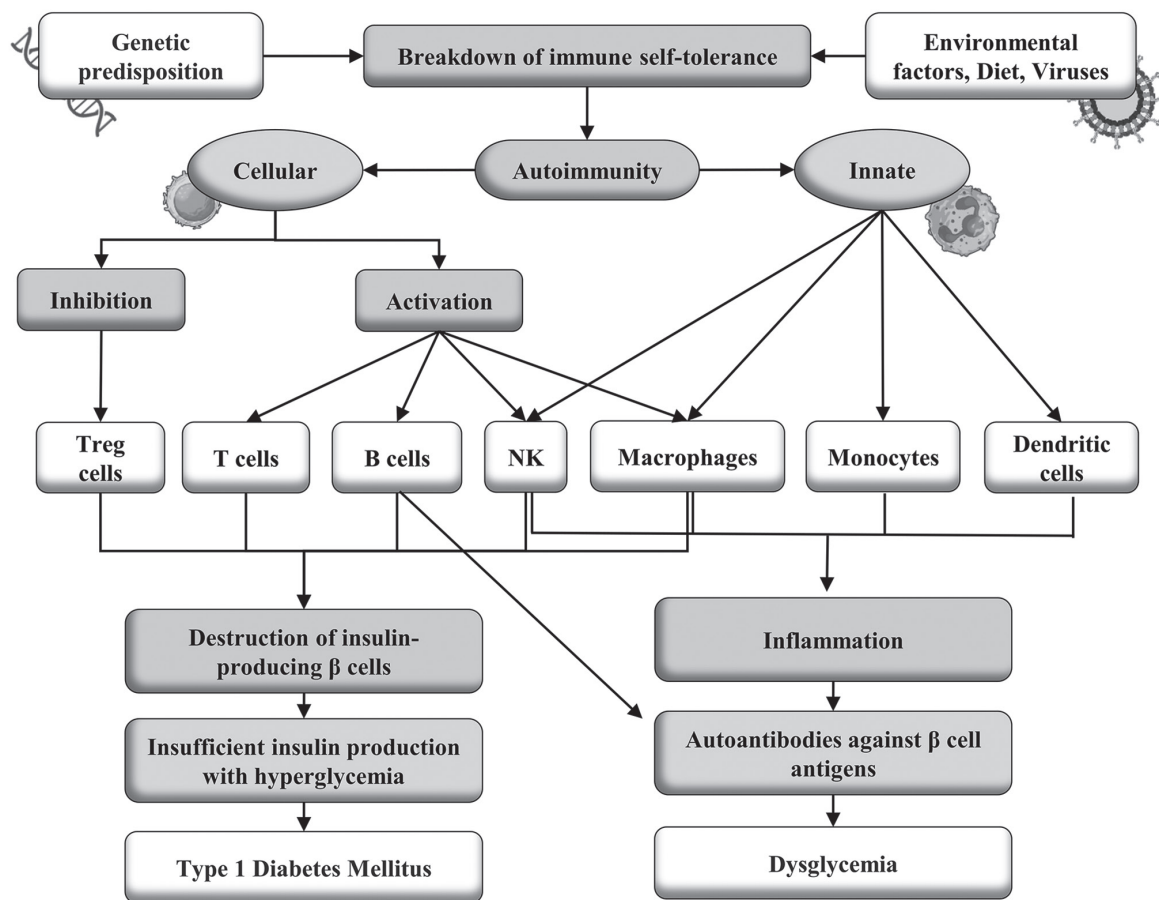 Genetic
predisposition
Breakdown of immune self-tolerance
Environmental
factors, Diet, Viruses
Cellular
Autoimmunity
Innate
Inhibition
Activation
Treg
cells
T cells
B cells
NK
Macrophages
Monocytes
Dendritic
cells
Destruction of insulin-
producing β cells
Inflammation
Insufficient insulin production
with hyperglycemia
Autoantibodies against β cell
antigens
Type 1 Diabetes Mellitus
Dysglycemia